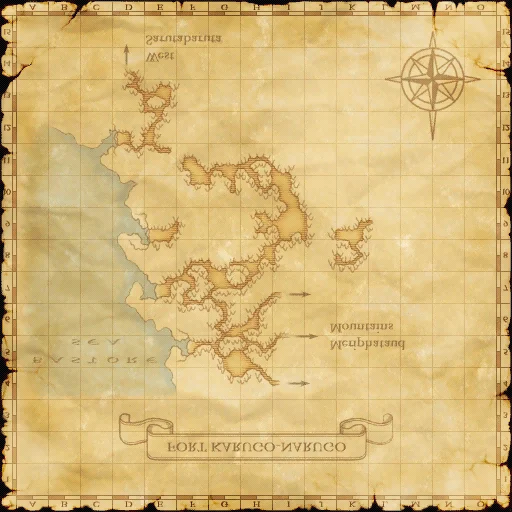 A B C D E F G H I J K L M N O
FORT KARUGO-NARUGO
BASTORE
SEA
Meriphataud
Mountains
West
Sarutabaruta
A B C D E F G H I J K L M N O